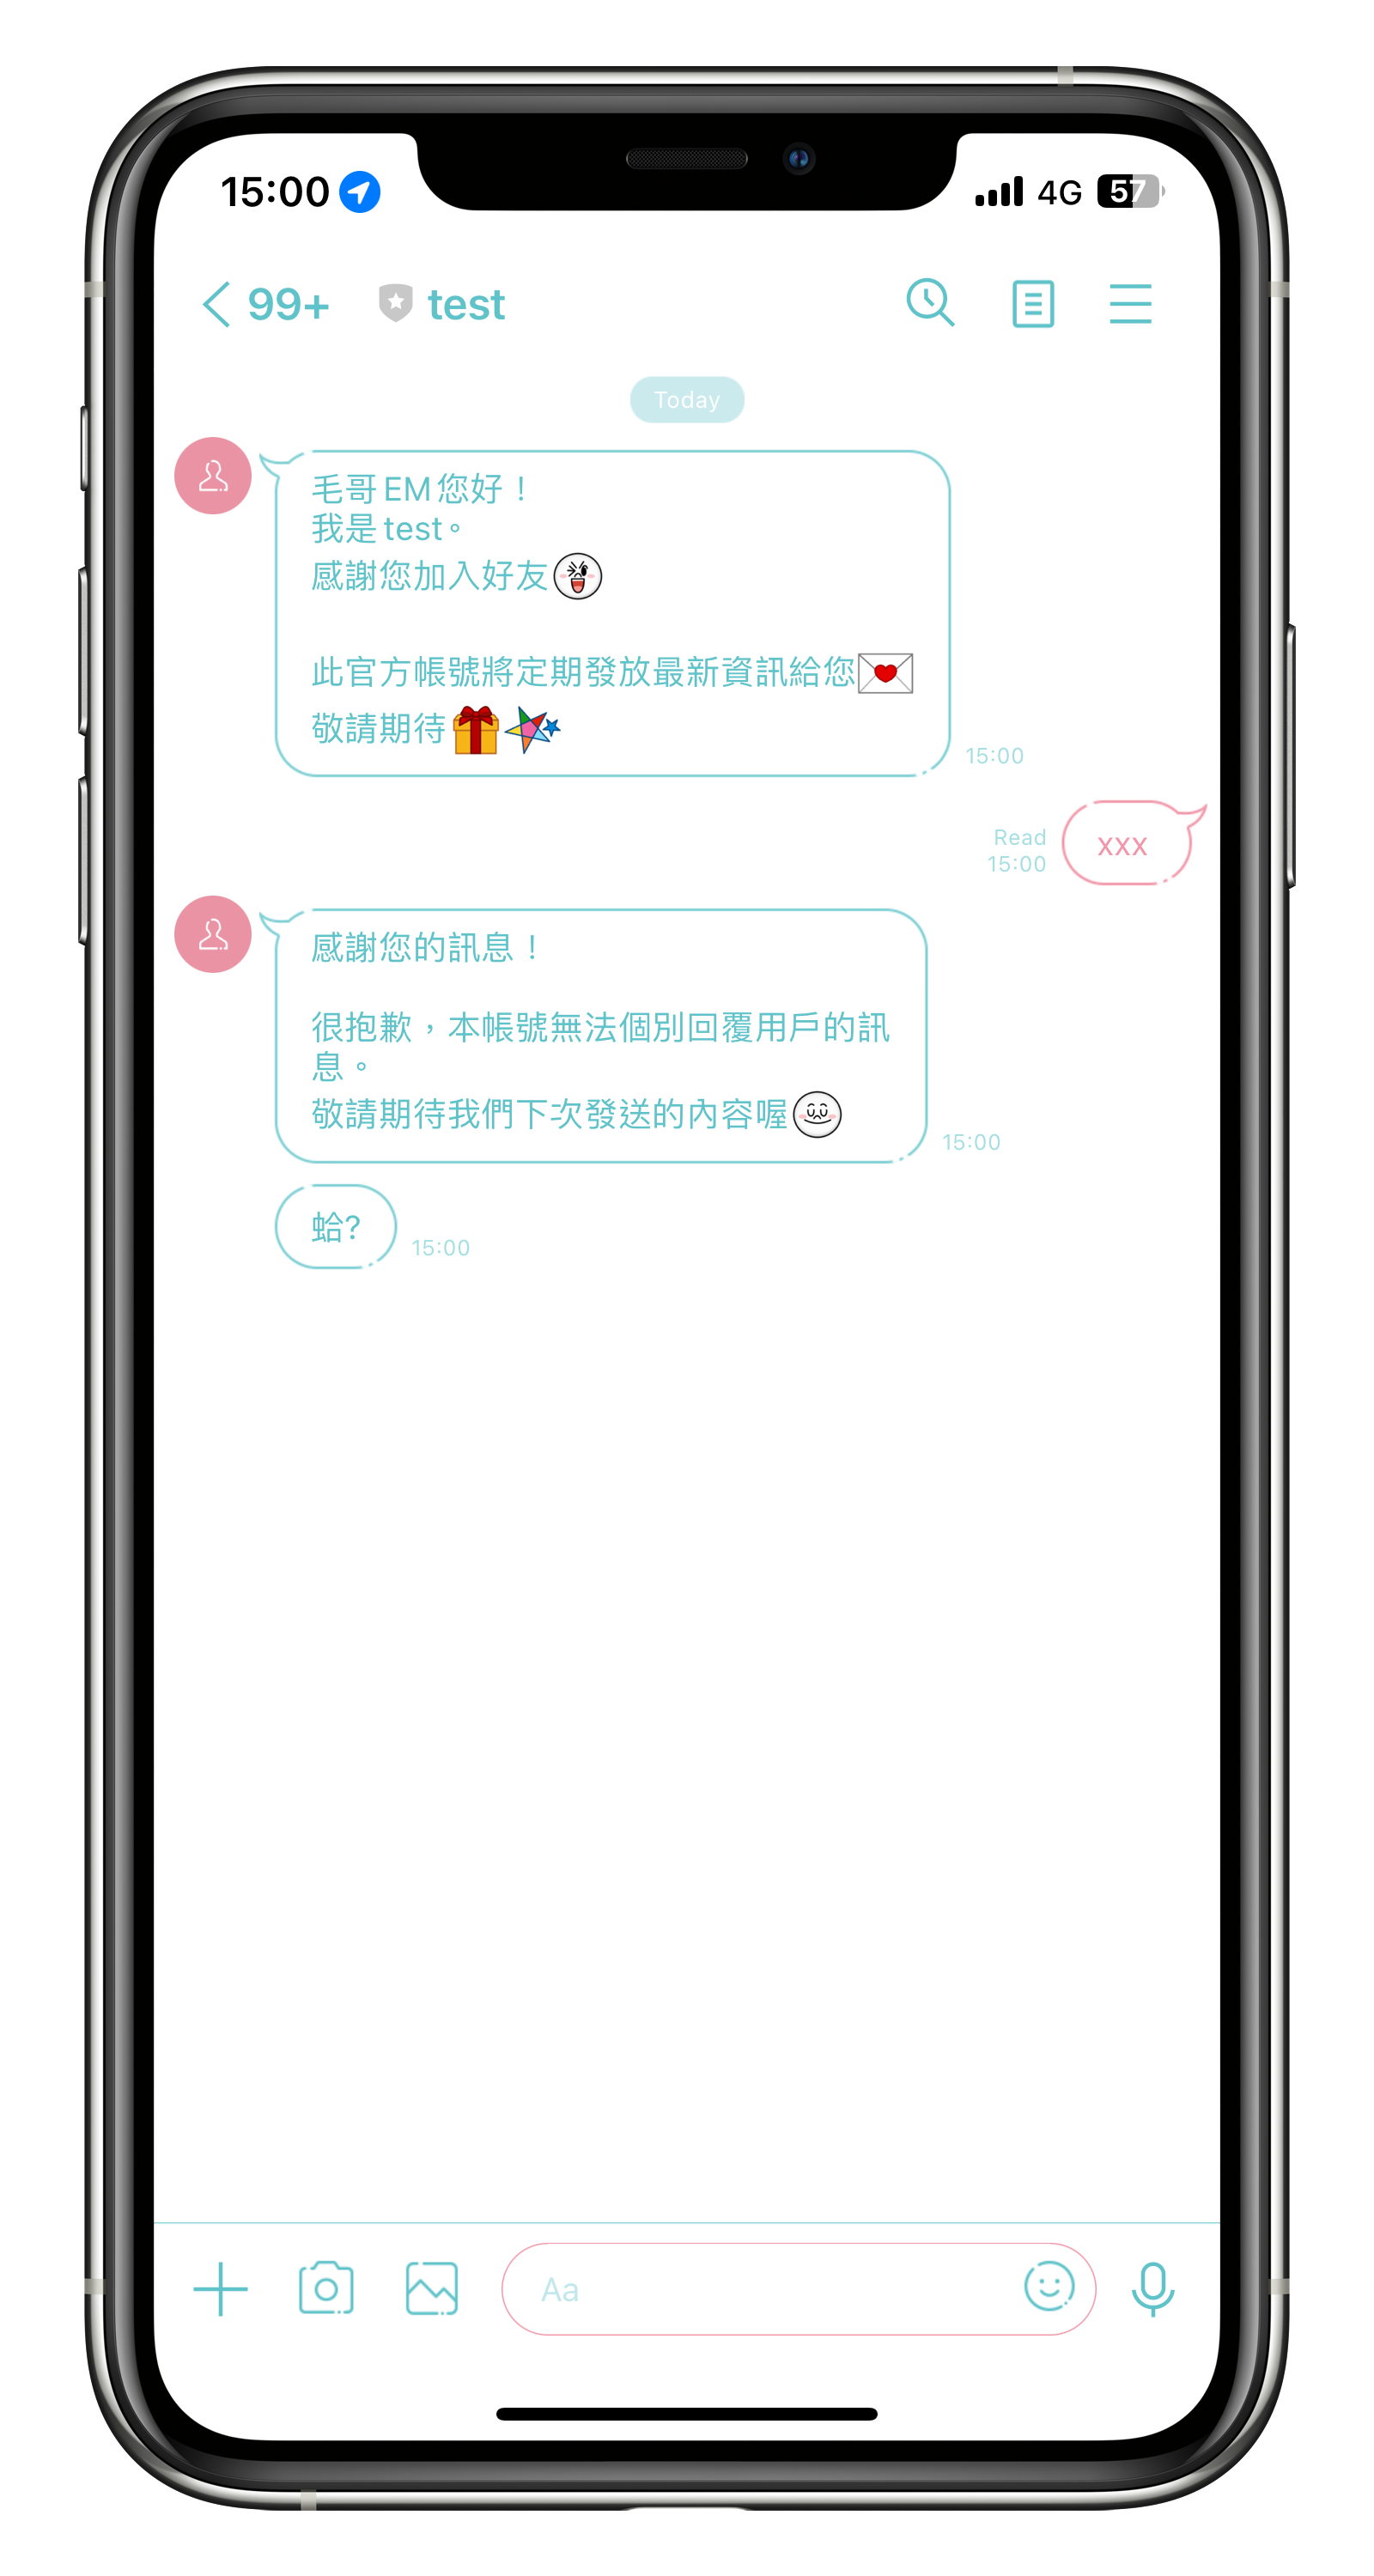 15:00
4G 57
99+ test
Today
毛哥 EM 您好！
我是 test。
感謝您加入好友
此官方帳號將定期發放最新資訊給您
敬請期待
15:00
Read
15:00
xxx
感謝您的訊息！
很抱歉，本帳號無法個別回覆用戶的訊
息。
敬請期待我們下次發送的內容喔
15:00
蛤?
15:00
Aa